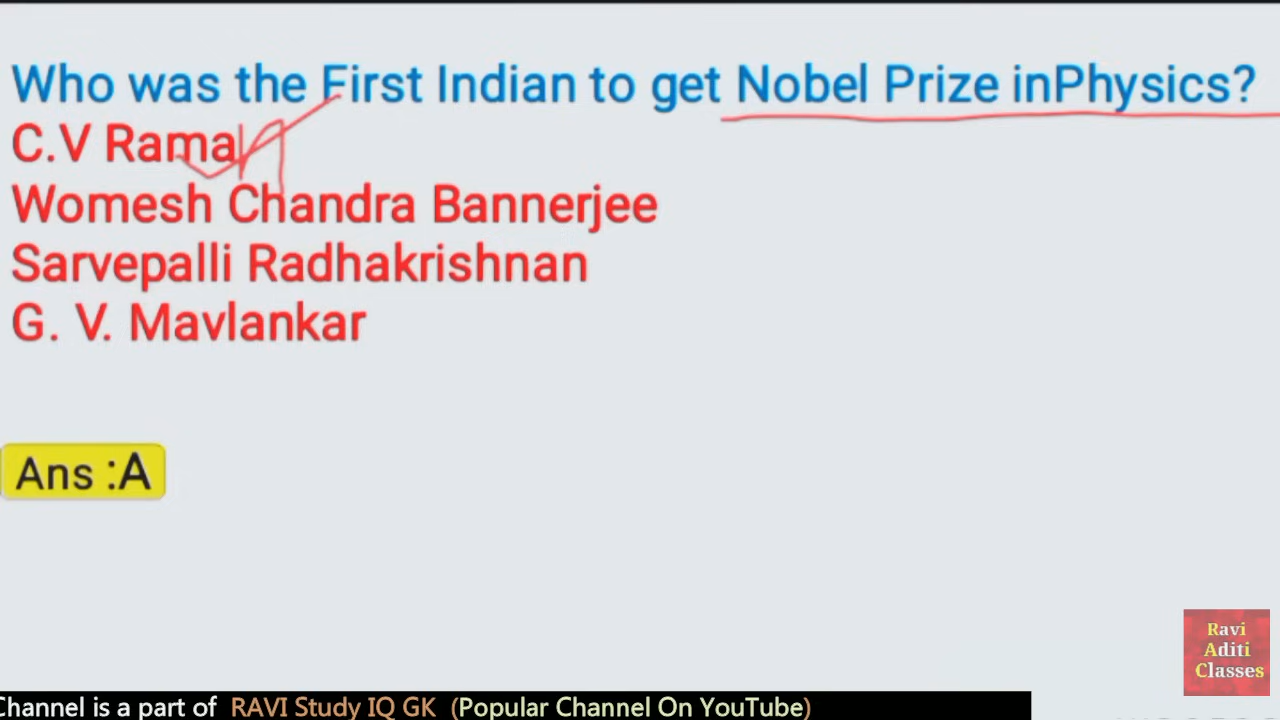 Who was the First Indian to get Nobel Prize inPhysics?
C.V Raman
Womesh Chandra Bannerjee
Sarvepalli Radhakrishnan
G. V. Mavlankar
Ans :A
Ravi
Aditi
Classes
Channel is a part of RAVI Study IQ GK (Popular Channel On YouTube)